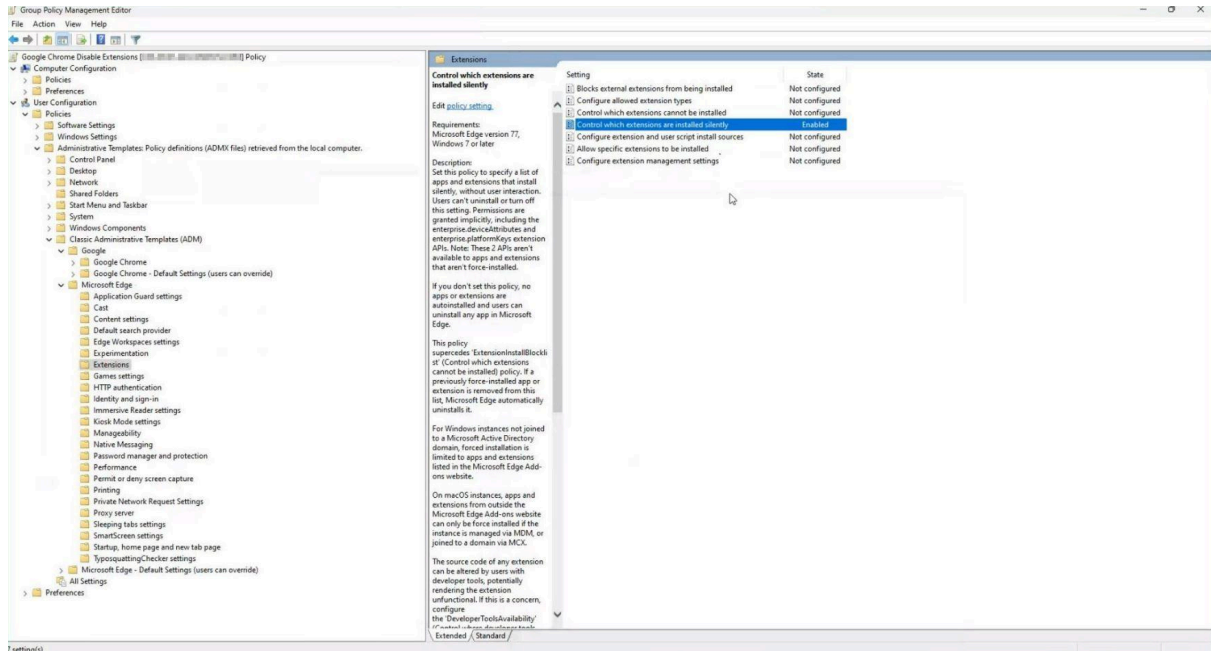 Group Policy Management Editor
File Action View Help
Google Chrome Disable Extensions [ ] Policy
Computer Configuration
Policies
Preferences
User Configuration
Policies
Software Settings
Windows Settings
Administrative Templates: Policy definitions (ADMX files) retrieved from the local computer.
Control Panel
Desktop
Network
Shared Folders
Start Menu and Taskbar
System
Windows Components
Classic Administrative Templates (ADM)
Google
Google Chrome
Google Chrome - Default Settings (users can override)
Microsoft Edge
Application Guard settings
Cast
Content settings
Default search provider
Edge Workspaces settings
Experimentation
Extensions
Games settings
HTTP authentication
Identity and sign-in
Immersive Reader settings
Kiosk Mode settings
Manageability
Native Messaging
Password manager and protection
Performance
Permit or deny screen capture
Printing
Private Network Request Settings
Proxy server
Sleeping tabs settings
SmartScreen settings
Startup, home page and new tab page
TyposquattingChecker settings
Microsoft Edge - Default Settings (users can override)
All Settings
Preferences
Extensions
Control which extensions are
installed silently
Edit policy setting.
Requirements:
Microsoft Edge version 77,
Windows 7 or later
Description:
Set this policy to specify a list of
apps and extensions that install
silently, without user interaction.
Users can't uninstall or turn off
this setting. Permissions are
granted implicitly, including the
enterprise.deviceAttributes and
enterprise.platformKeys extension
APIs. Note: These 2 APIs aren't
available to apps and extensions
that aren't force-installed.
If you don't set this policy, no
apps or extensions are
autoinstalled and users can
uninstall any app in Microsoft
Edge.
This policy
supercedes 'ExtensionInstallBlockli
st' (Control which extensions
cannot be installed) policy. If a
previously force-installed app or
extension is removed from this
list, Microsoft Edge automatically
uninstalls it.
For Windows instances not joined
to a Microsoft Active Directory
domain, forced installation is
limited to apps and extensions
listed in the Microsoft Edge Add-
ons website.
On macOS instances, apps and
extensions from outside the
Microsoft Edge Add-ons website
can only be force installed if the
instance is managed via MDM, or
joined to a domain via MCX.
The source code of any extension
can be altered by users with
developer tools, potentially
rendering the extension
unfunctional. If this is a concern,
configure
the 'DeveloperToolsAvailability'
Setting State
Blocks external extensions from being installed Not configured
Configure allowed extension types Not configured
Control which extensions cannot be installed Not configured
Control which extensions are installed silently Enabled
Configure extension and user script install sources Not configured
Allow specific extensions to be installed Not configured
Configure extension management settings Not configured
Extended Standard
setting(s)